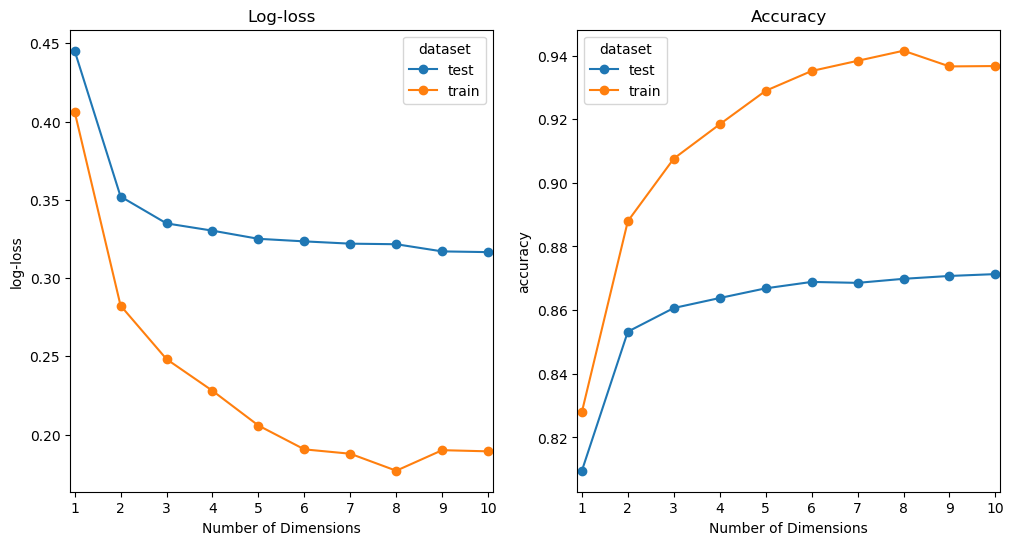 Log-loss
dataset
test
train
0.45
0.40
0.35
0.30
0.25
0.20
log-loss
1 2 3 4 5 6 7 8 9 10
Number of Dimensions
Accuracy
dataset
test
train
0.94
0.92
0.90
0.88
0.86
0.84
0.82
accuracy
1 2 3 4 5 6 7 8 9 10
Number of Dimensions